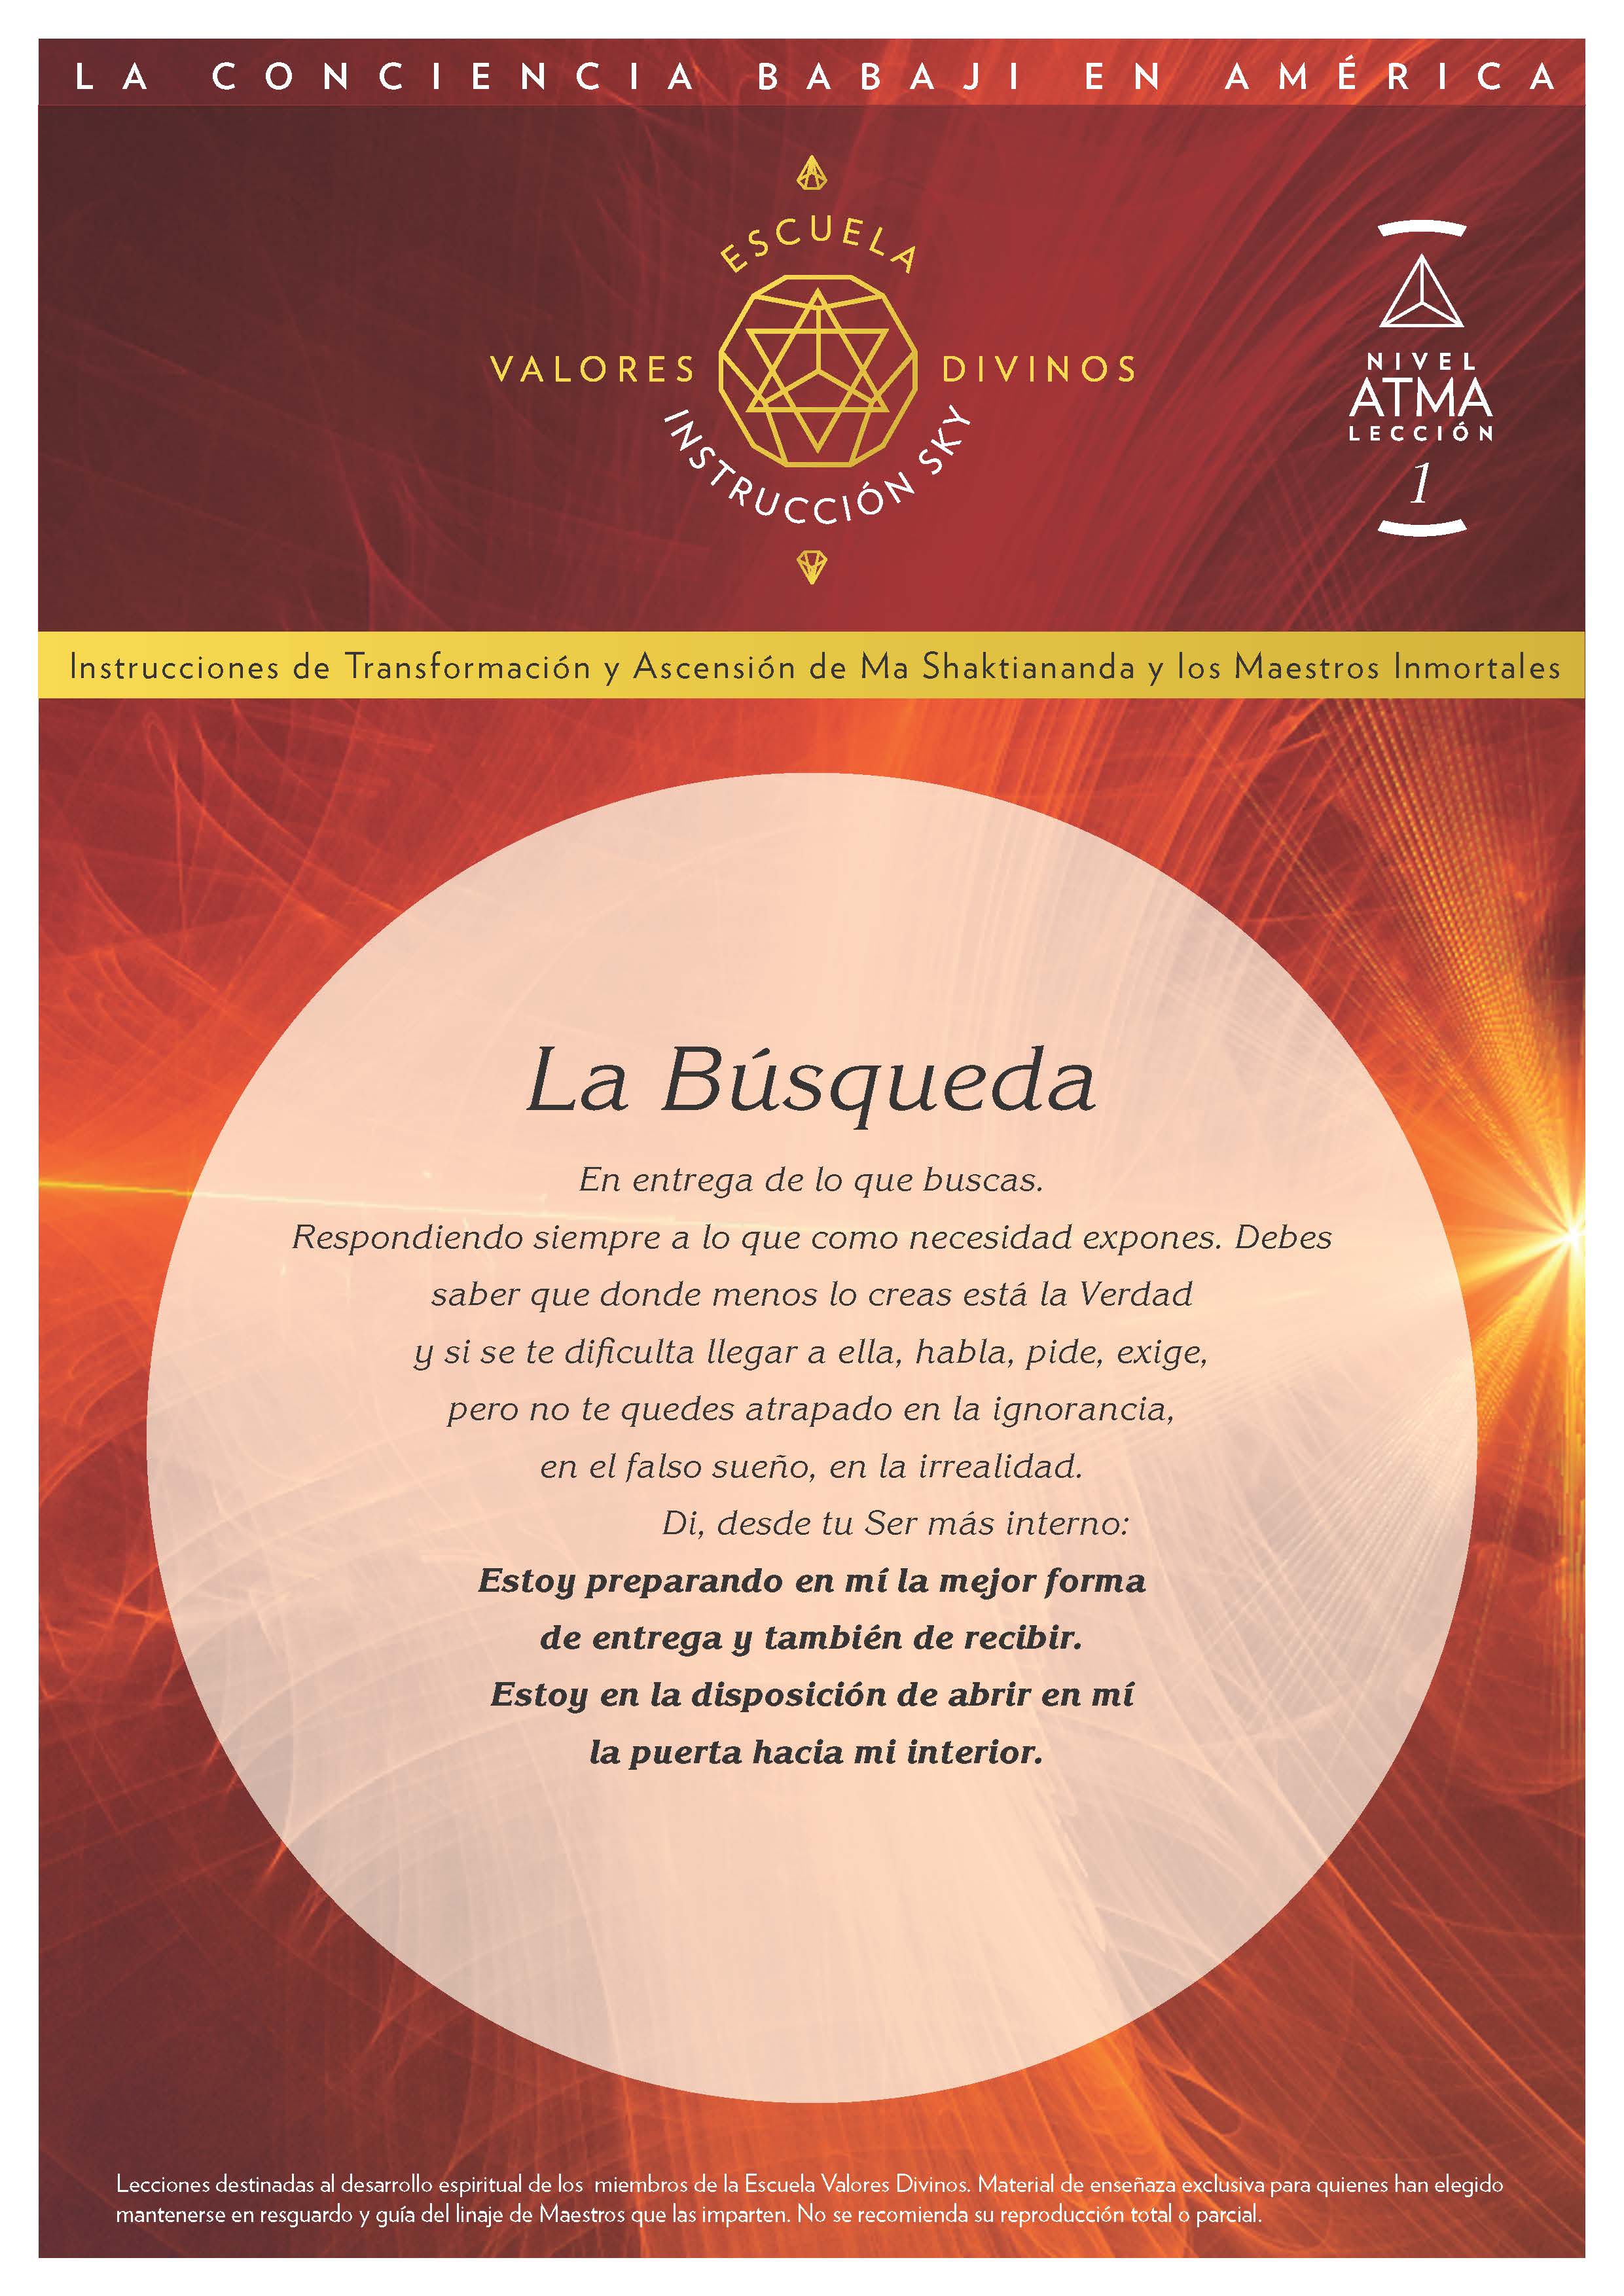 LA CONCIENCIA BABAJI EN AMÉRICA
ESCUELA
VALORES DIVINOS
INSTRUCCIÓN SKY
NIVEL
ATMA
LECCIÓN
1
Instrucciones de Transformación y Ascensión de Ma Shaktiananda y los Maestros Inmortales
La Búsqueda
En entrega de lo que buscas.
Respondiendo siempre a lo que como necesidad expones. Debes
saber que donde menos lo creas está la Verdad
y si se te dificulta llegar a ella, habla, pide, exige,
pero no te quedes atrapado en la ignorancia,
en el falso sueño, en la irrealidad.
Di, desde tu Ser más interno:
Estoy preparando en mí la mejor forma
de entrega y también de recibir.
Estoy en la disposición de abrir en mí
la puerta hacia mi interior.
Lecciones destinadas al desarrollo espiritual de los miembros de la Escuela Valores Divinos. Material de enseñaza exclusiva para quienes han elegido
mantenerse en resguardo y guía del linaje de Maestros que las imparten. No se recomienda su reproducción total o parcial.